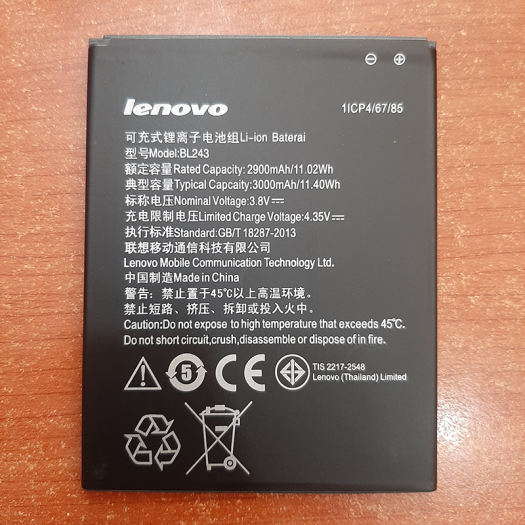 ⊖ ⊕
lenovo 1ICP4/67/85
可充式锂离子电池组Li-ion Baterai
型号Model:BL243
额定容量Rated Capacity: 2900mAh/11.02Wh
典型容量Typical Capcaity:3000mAh/11.40Wh
标称电压Nominal Voltage:3.8V⎓
充电限制电压Limited Charge Voltage:4.35V⎓
执行标准Standard:GB/T 18287-2013
联想移动通信科技有限公司
Lenovo Mobile Communication Technology Ltd.
中国制造Made in China
警告：禁止置于45℃以上高温环境。
禁止短路、挤压、拆卸或投入火中。
Caution:Do not expose to high temperature that exceeds 45℃.
Do not short circuit,crush,disassemble or dispose of in fire.
5 CE TIS 2217-2548
Lenovo (Thailand) Limited